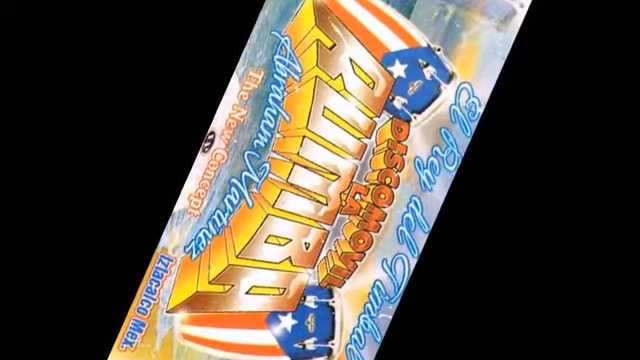 El Rey del Timbal
DISCOMOVIL
LA
RUMBA
Abraham Martinez
The New Concept
Iztacalco Mex.